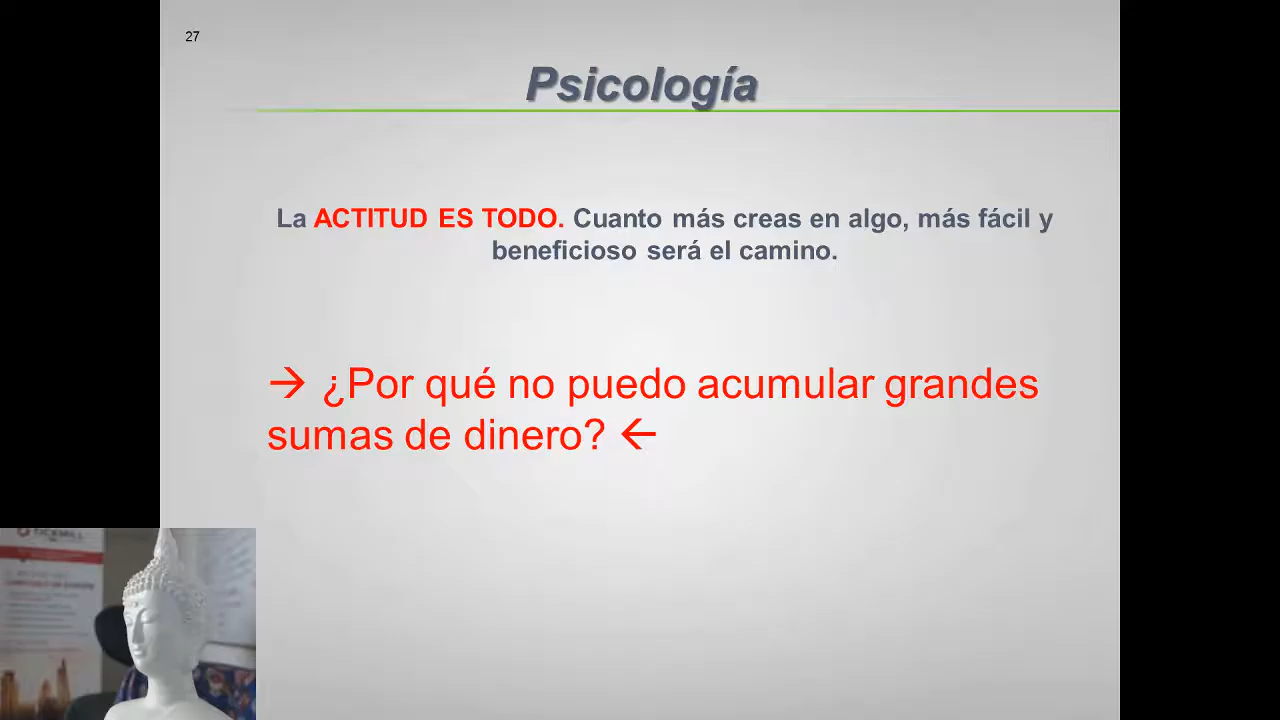 27
Psicología
La ACTITUD ES TODO. Cuanto más creas en algo, más fácil y
beneficioso será el camino.
→ ¿Por qué no puedo acumular grandes
sumas de dinero? ←
TICKMILL